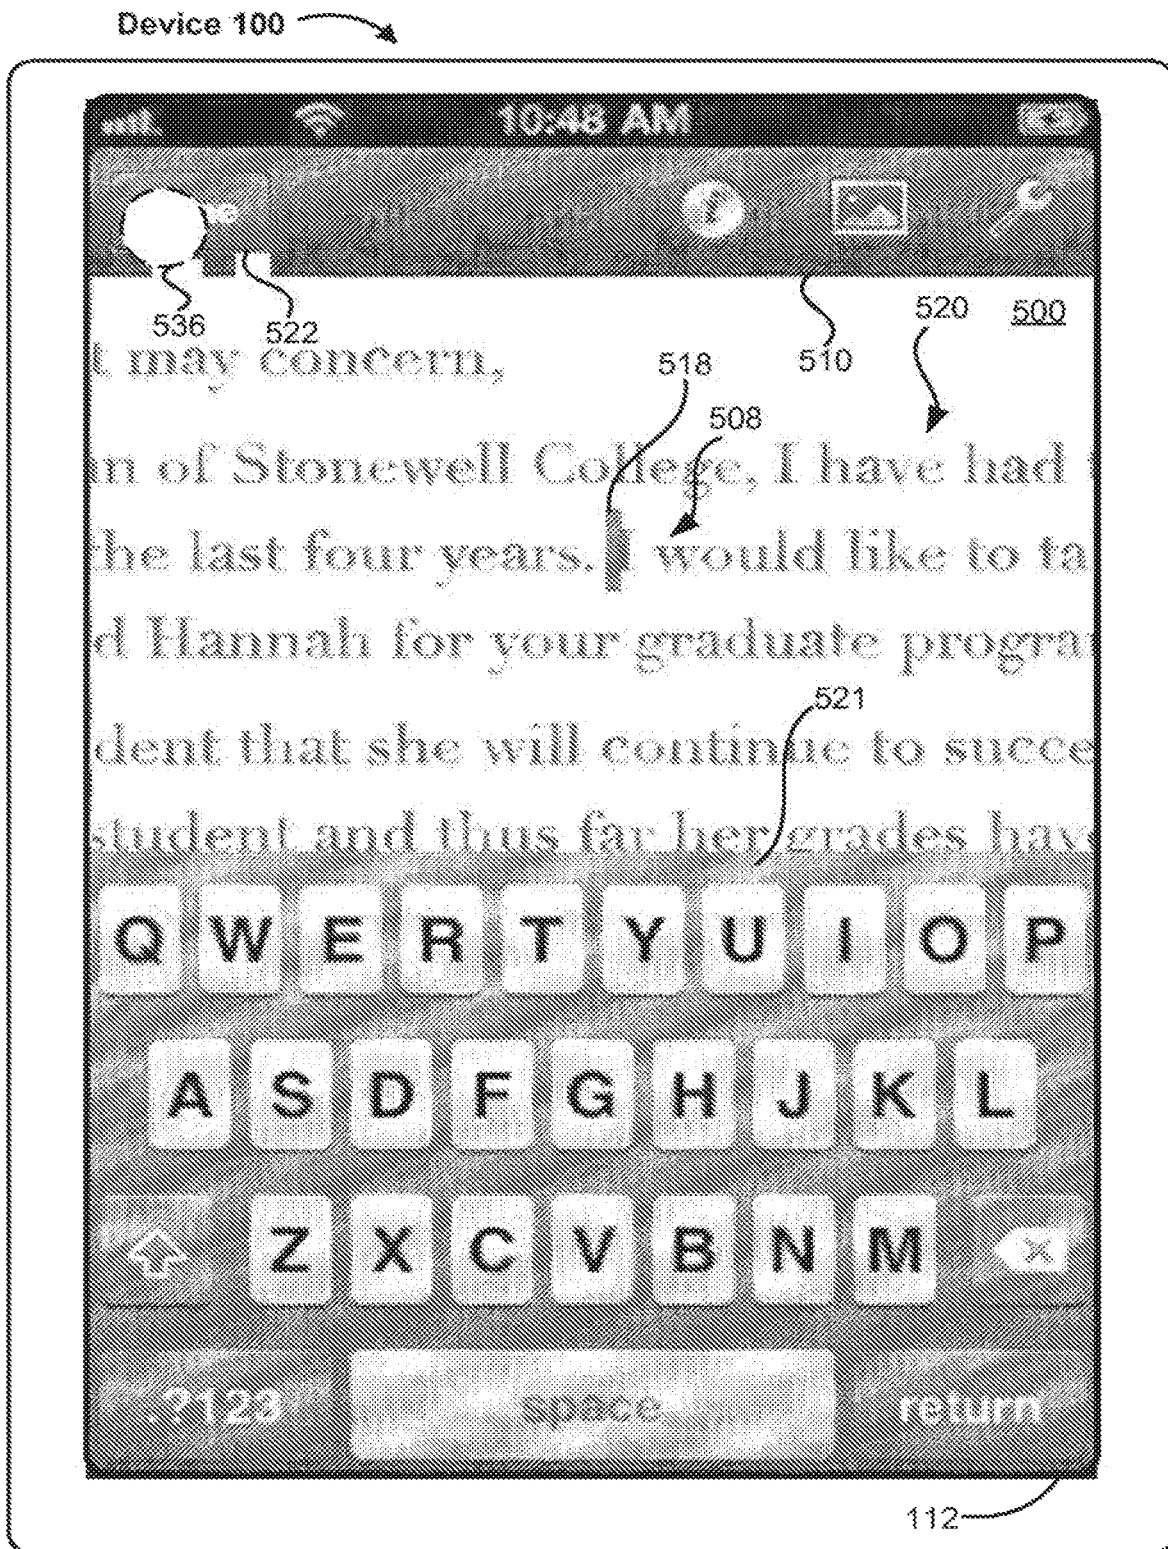 Device 100
10:48 AM
536
522
510
520
500
t may concern,
518
508
n of Stonewell College, I have had t
the last four years. I would like to ta
d Hannah for your graduate progra
521
dent that she will continue to succe
student and thus far her grades have
Q W E R T Y U I O P
A S D F G H J K L
Z X C V B N M
.?123 space return
112